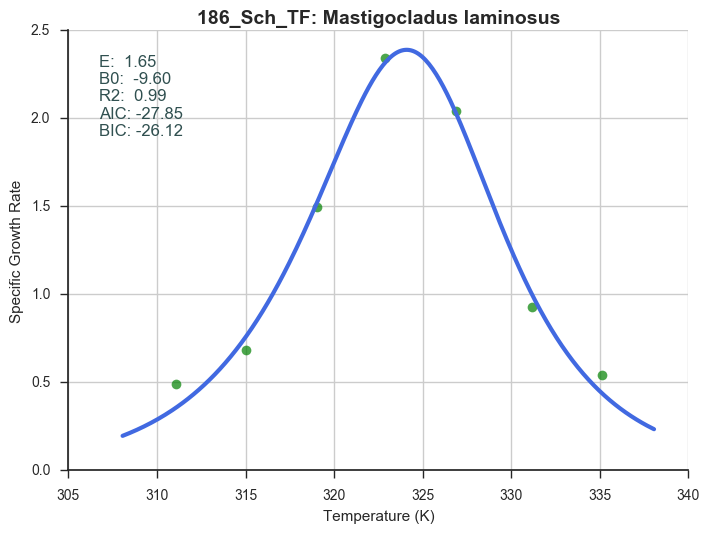 186_Sch_TF: Mastigocladus laminosus
E:  1.65
B0:  -9.60
R2:  0.99
AIC: -27.85
BIC: -26.12
Specific Growth Rate
2.5
2.0
1.5
1.0
0.5
0.0
305 310 315 320 325 330 335 340
Temperature (K)